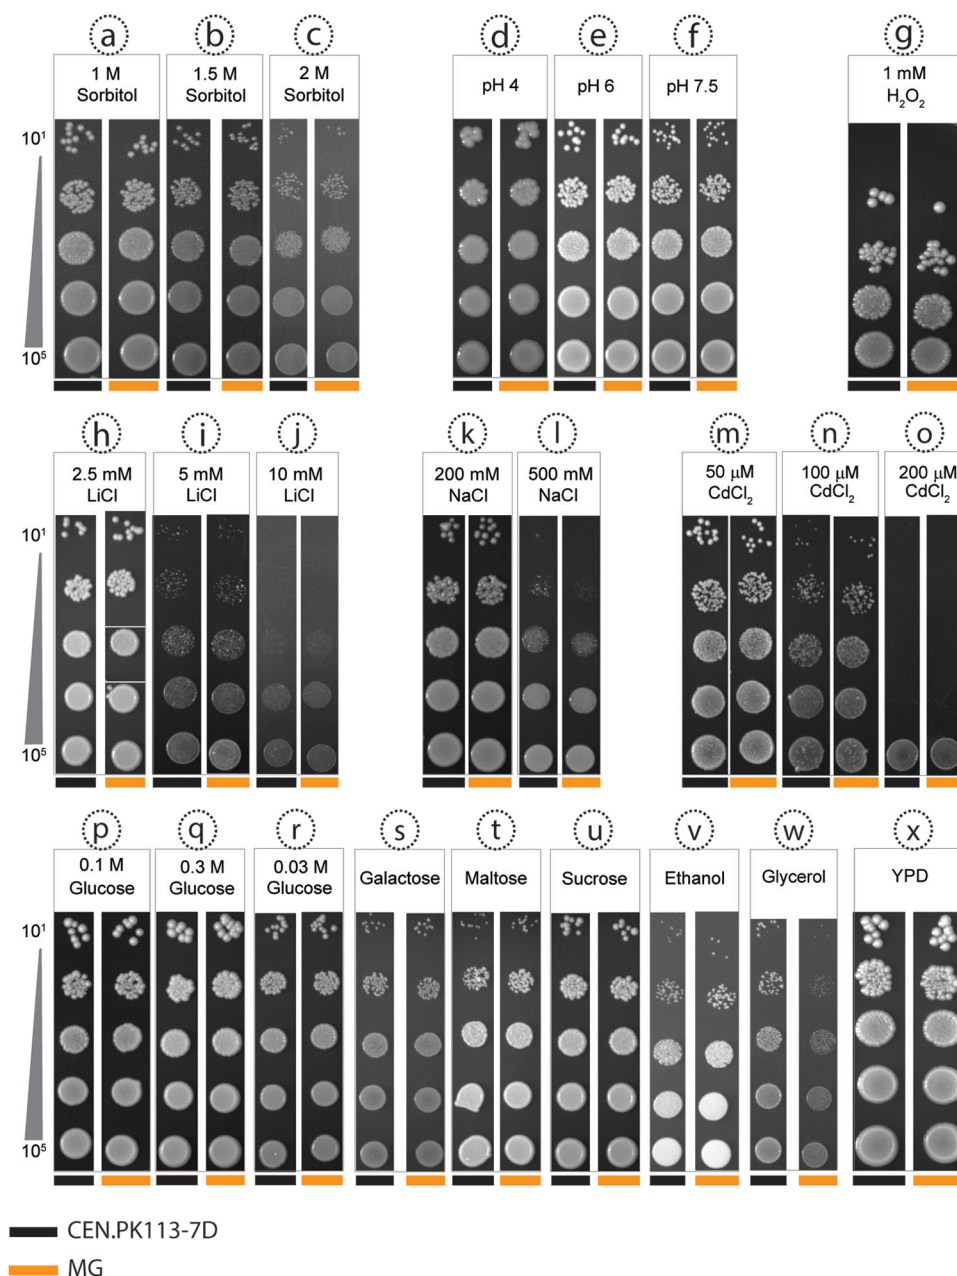 a b c d e f g
1 M Sorbitol
1.5 M Sorbitol
2 M Sorbitol
pH 4
pH 6
pH 7.5
1 mM H₂O₂
10¹
10⁵
h i j k l m n o
2.5 mM LiCl
5 mM LiCl
10 mM LiCl
200 mM NaCl
500 mM NaCl
50 µM CdCl₂
100 µM CdCl₂
200 µM CdCl₂
10¹
10⁵
p q r s t u v w x
0.1 M Glucose
0.3 M Glucose
0.03 M Glucose
Galactose
Maltose
Sucrose
Ethanol
Glycerol
YPD
10¹
10⁵
CEN.PK113-7D
MG